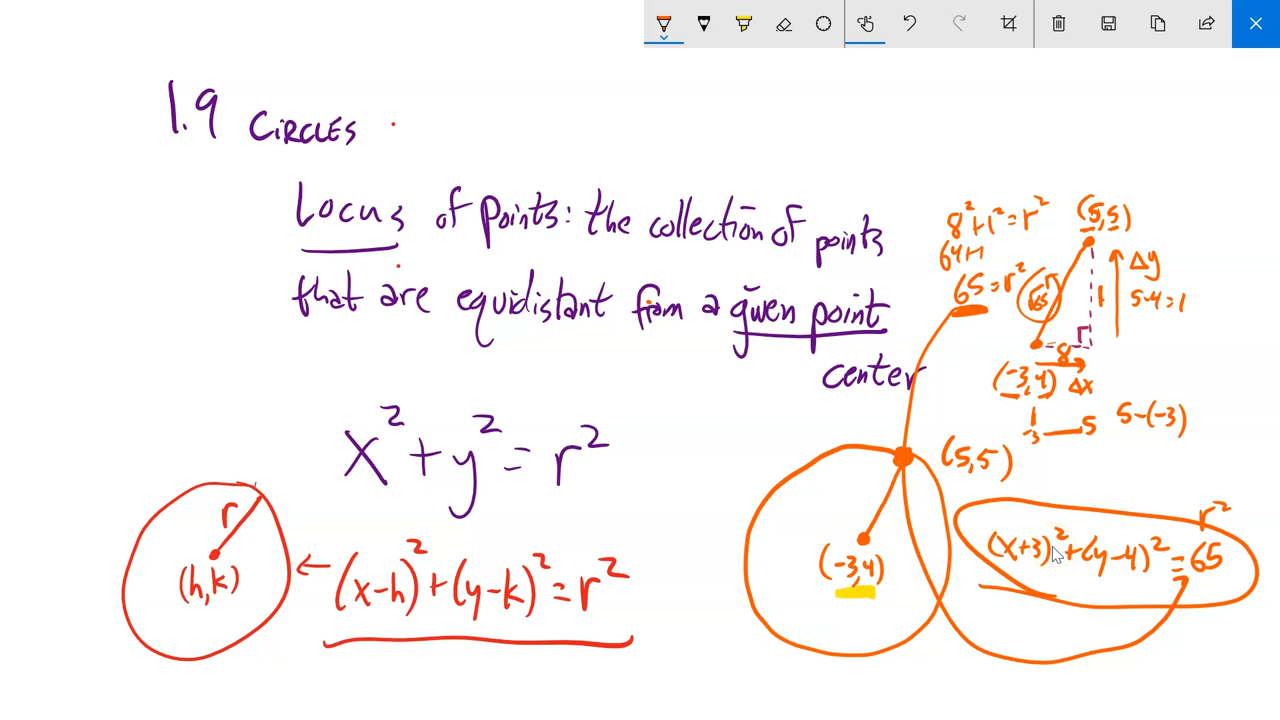 1.9 CIRCLES
Locus of points: the collection of points
that are equidistant from a given point
center
x² + y² = r²
r
(h,k)
← (x-h)² + (y-k)² = r²
8² + 1² = r²
64+1
65 = r²
√65
(5,5)
Δy
5-4=1
1
r
8
(-3,4)
Δx
-3 — 5
5-(-3)
(5,5)
(-3,4)
r²
(x+3)² + (y-4)² = 65